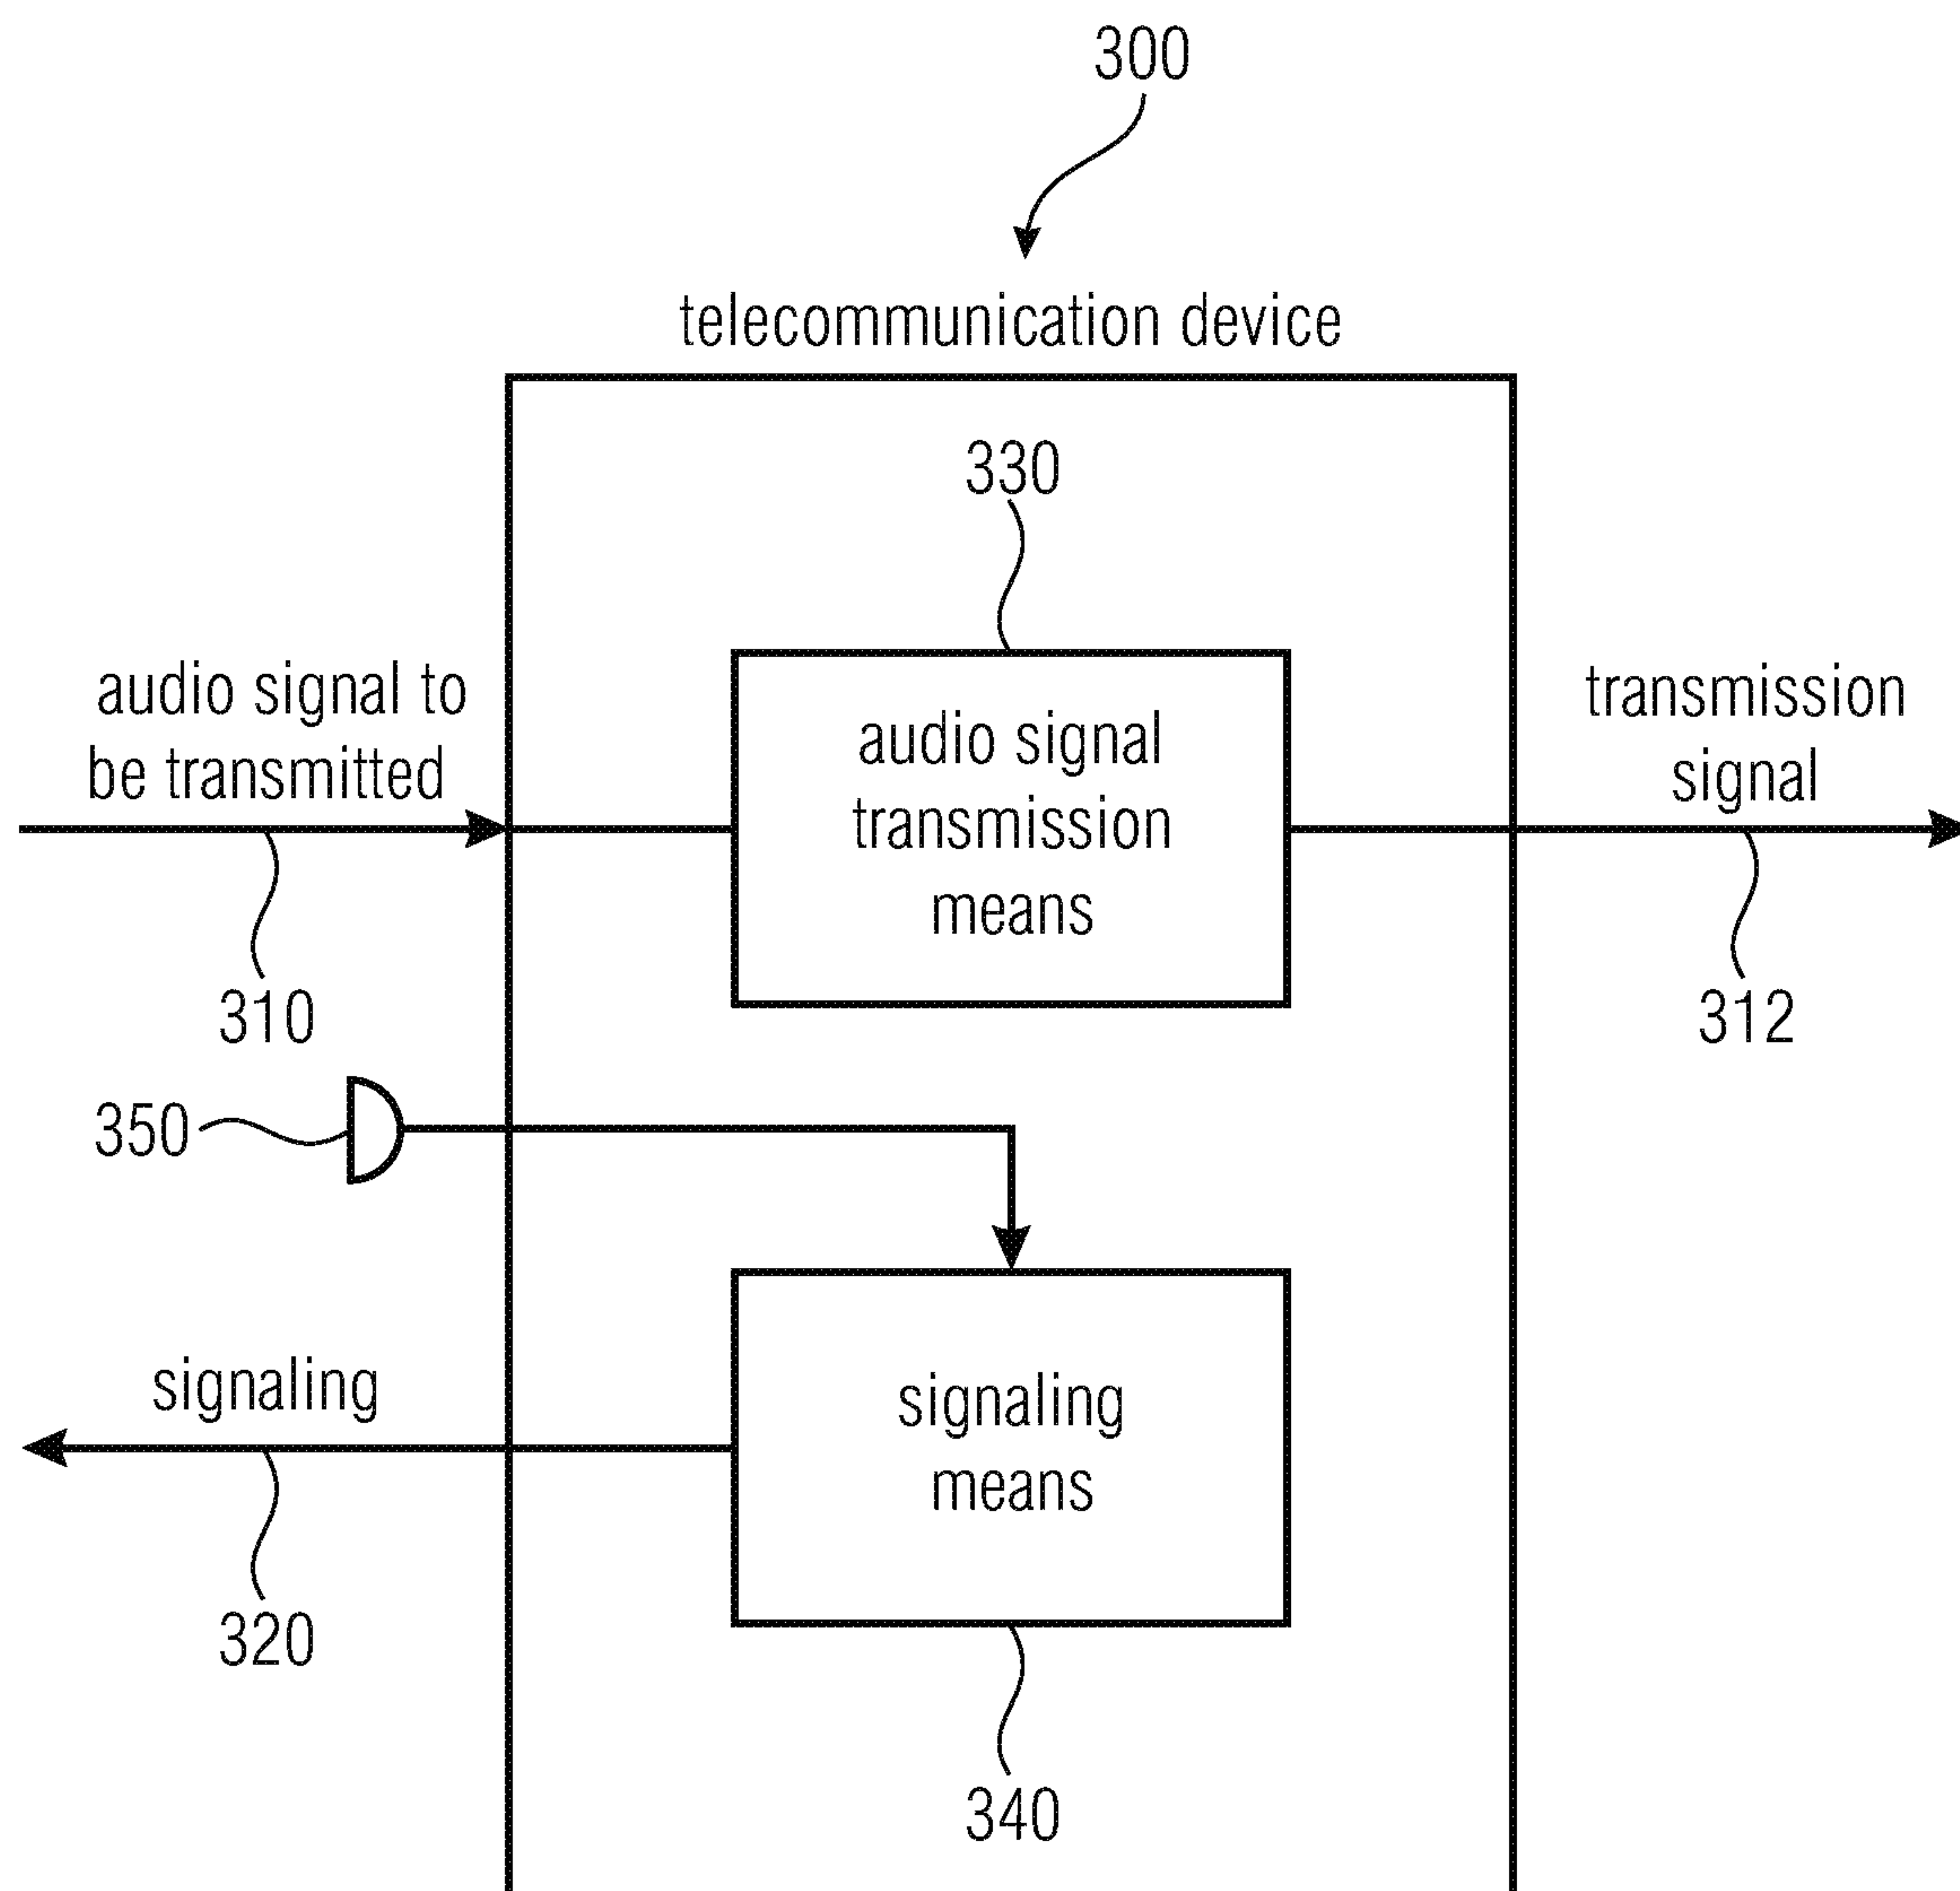 300
telecommunication device
330
audio signal to
be transmitted
audio signal
transmission
means
transmission
signal
310
312
350
signaling
signaling
means
320
340